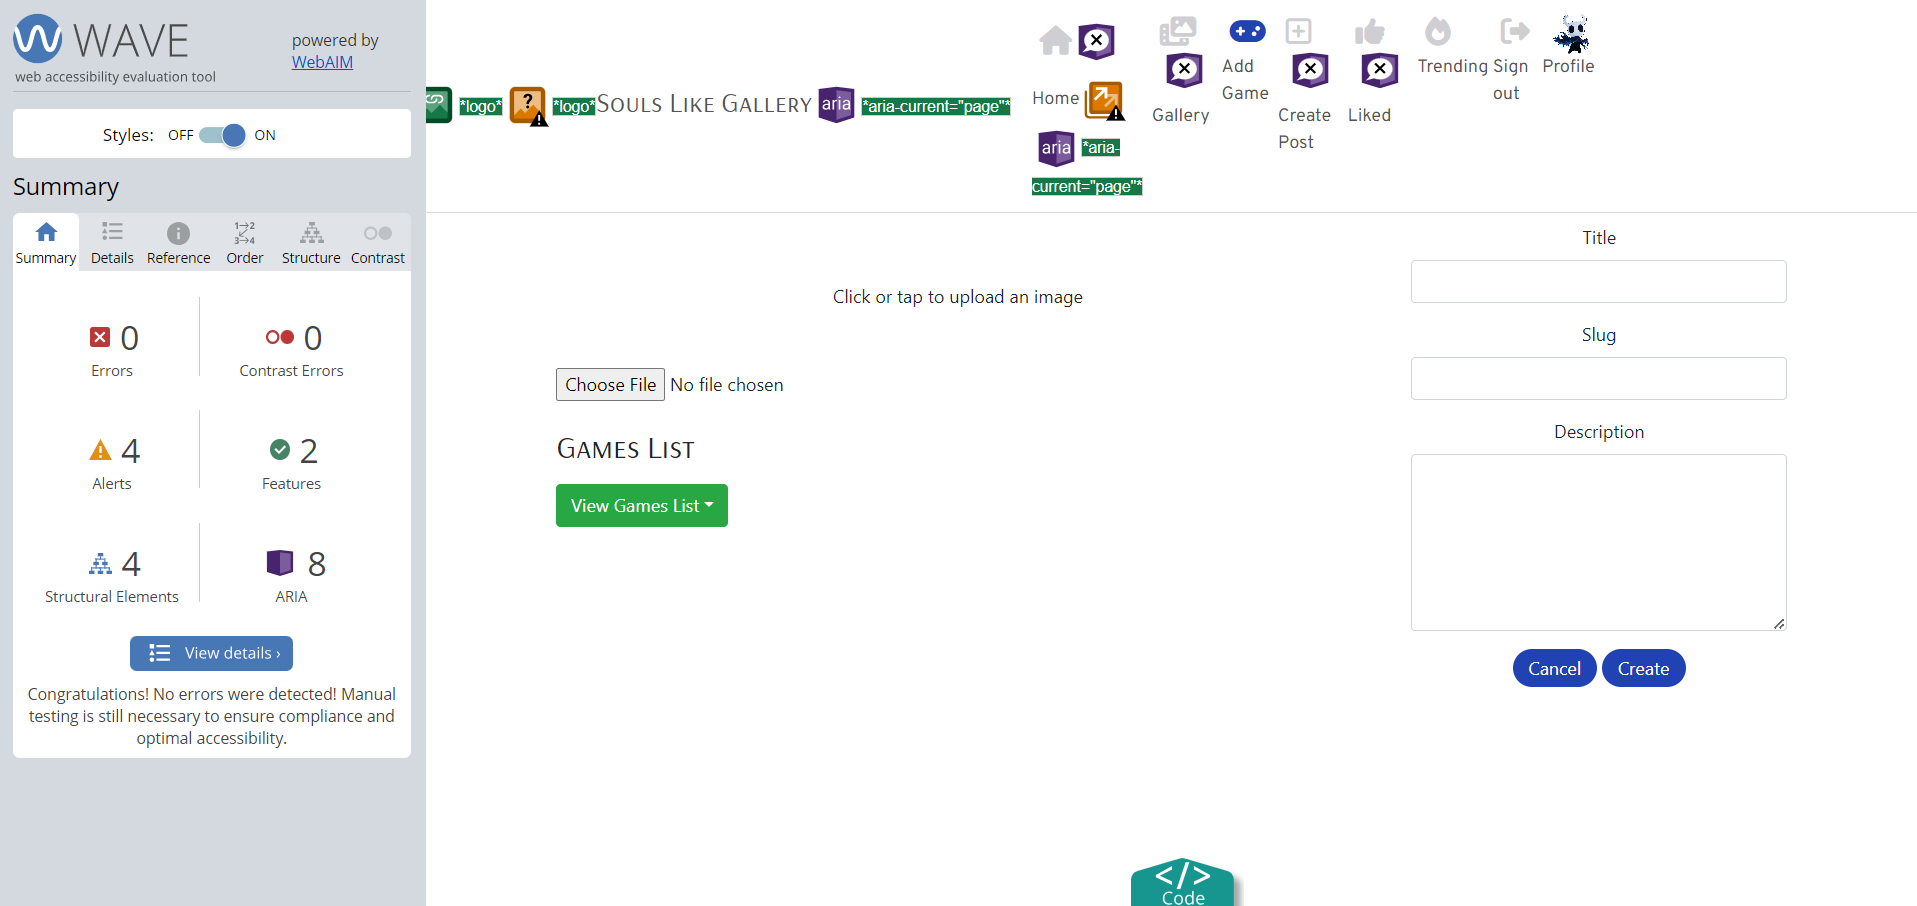 WAVE
web accessibility evaluation tool
powered by
WebAIM
Styles: OFF ON
Summary
Summary Details Reference Order Structure Contrast
0 Errors
0 Contrast Errors
4 Alerts
2 Features
4 Structural Elements
8 ARIA
View details ›
Congratulations! No errors were detected! Manual
testing is still necessary to ensure compliance and
optimal accessibility.
*logo* *logo* Souls Like Gallery aria *aria-current="page"*
Home
aria *aria-
current="page"*
Gallery
Add
Game
Create
Post
Liked
Trending
Sign
out
Profile
Click or tap to upload an image
Choose File No file chosen
Games List
View Games List
Title
Slug
Description
Cancel Create
</>
Code